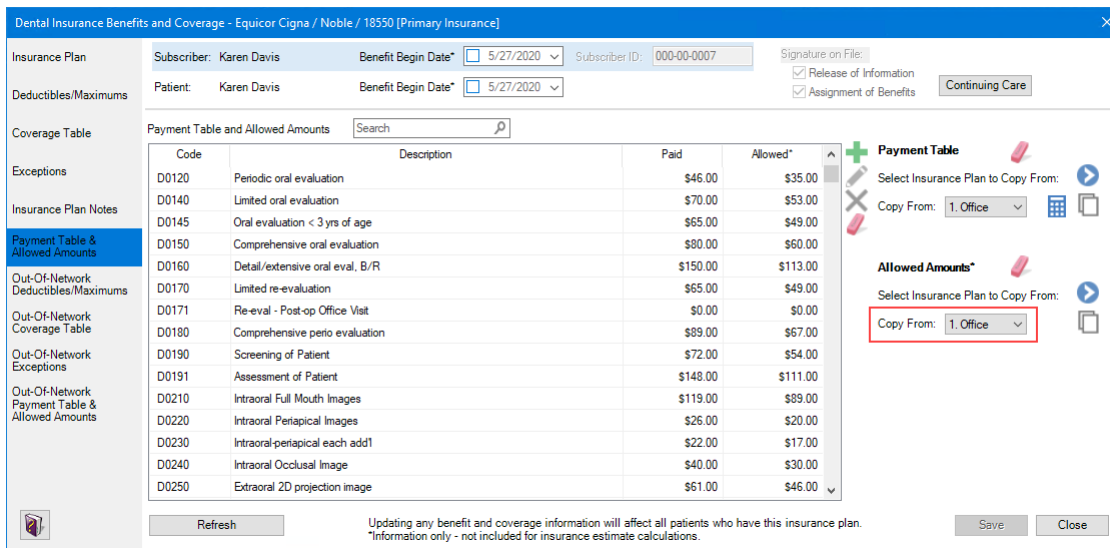 Dental Insurance Benefits and Coverage - Equicor Cigna / Noble / 18550 [Primary Insurance]
Insurance Plan
Deductibles/Maximums
Coverage Table
Exceptions
Insurance Plan Notes
Payment Table &
Allowed Amounts
Out-Of-Network
Deductibles/Maximums
Out-Of-Network
Coverage Table
Out-Of-Network
Exceptions
Out-Of-Network
Payment Table &
Allowed Amounts
Subscriber: Karen Davis Benefit Begin Date* 5/27/2020 Subscriber ID: 000-00-0007
Patient: Karen Davis Benefit Begin Date* 5/27/2020
Signature on File:
Release of Information
Assignment of Benefits
Continuing Care
Payment Table and Allowed Amounts Search
Code Description Paid Allowed*
D0120 Periodic oral evaluation $46.00 $35.00
D0140 Limited oral evaluation $70.00 $53.00
D0145 Oral evaluation < 3 yrs of age $65.00 $49.00
D0150 Comprehensive oral evaluation $80.00 $60.00
D0160 Detail/extensive oral eval, B/R $150.00 $113.00
D0170 Limited re-evaluation $65.00 $49.00
D0171 Re-eval - Post-op Office Visit $0.00 $0.00
D0180 Comprehensive perio evaluation $89.00 $67.00
D0190 Screening of Patient $72.00 $54.00
D0191 Assessment of Patient $148.00 $111.00
D0210 Intraoral Full Mouth Images $119.00 $89.00
D0220 Intraoral Periapical Images $26.00 $20.00
D0230 Intraoral-periapical each add1 $22.00 $17.00
D0240 Intraoral Occlusal Image $40.00 $30.00
D0250 Extraoral 2D projection image $61.00 $46.00
Payment Table
Select Insurance Plan to Copy From:
Copy From: 1. Office
Allowed Amounts*
Select Insurance Plan to Copy From:
Copy From: 1. Office
Refresh
Updating any benefit and coverage information will affect all patients who have this insurance plan.
*Information only - not included for insurance estimate calculations.
Save
Close